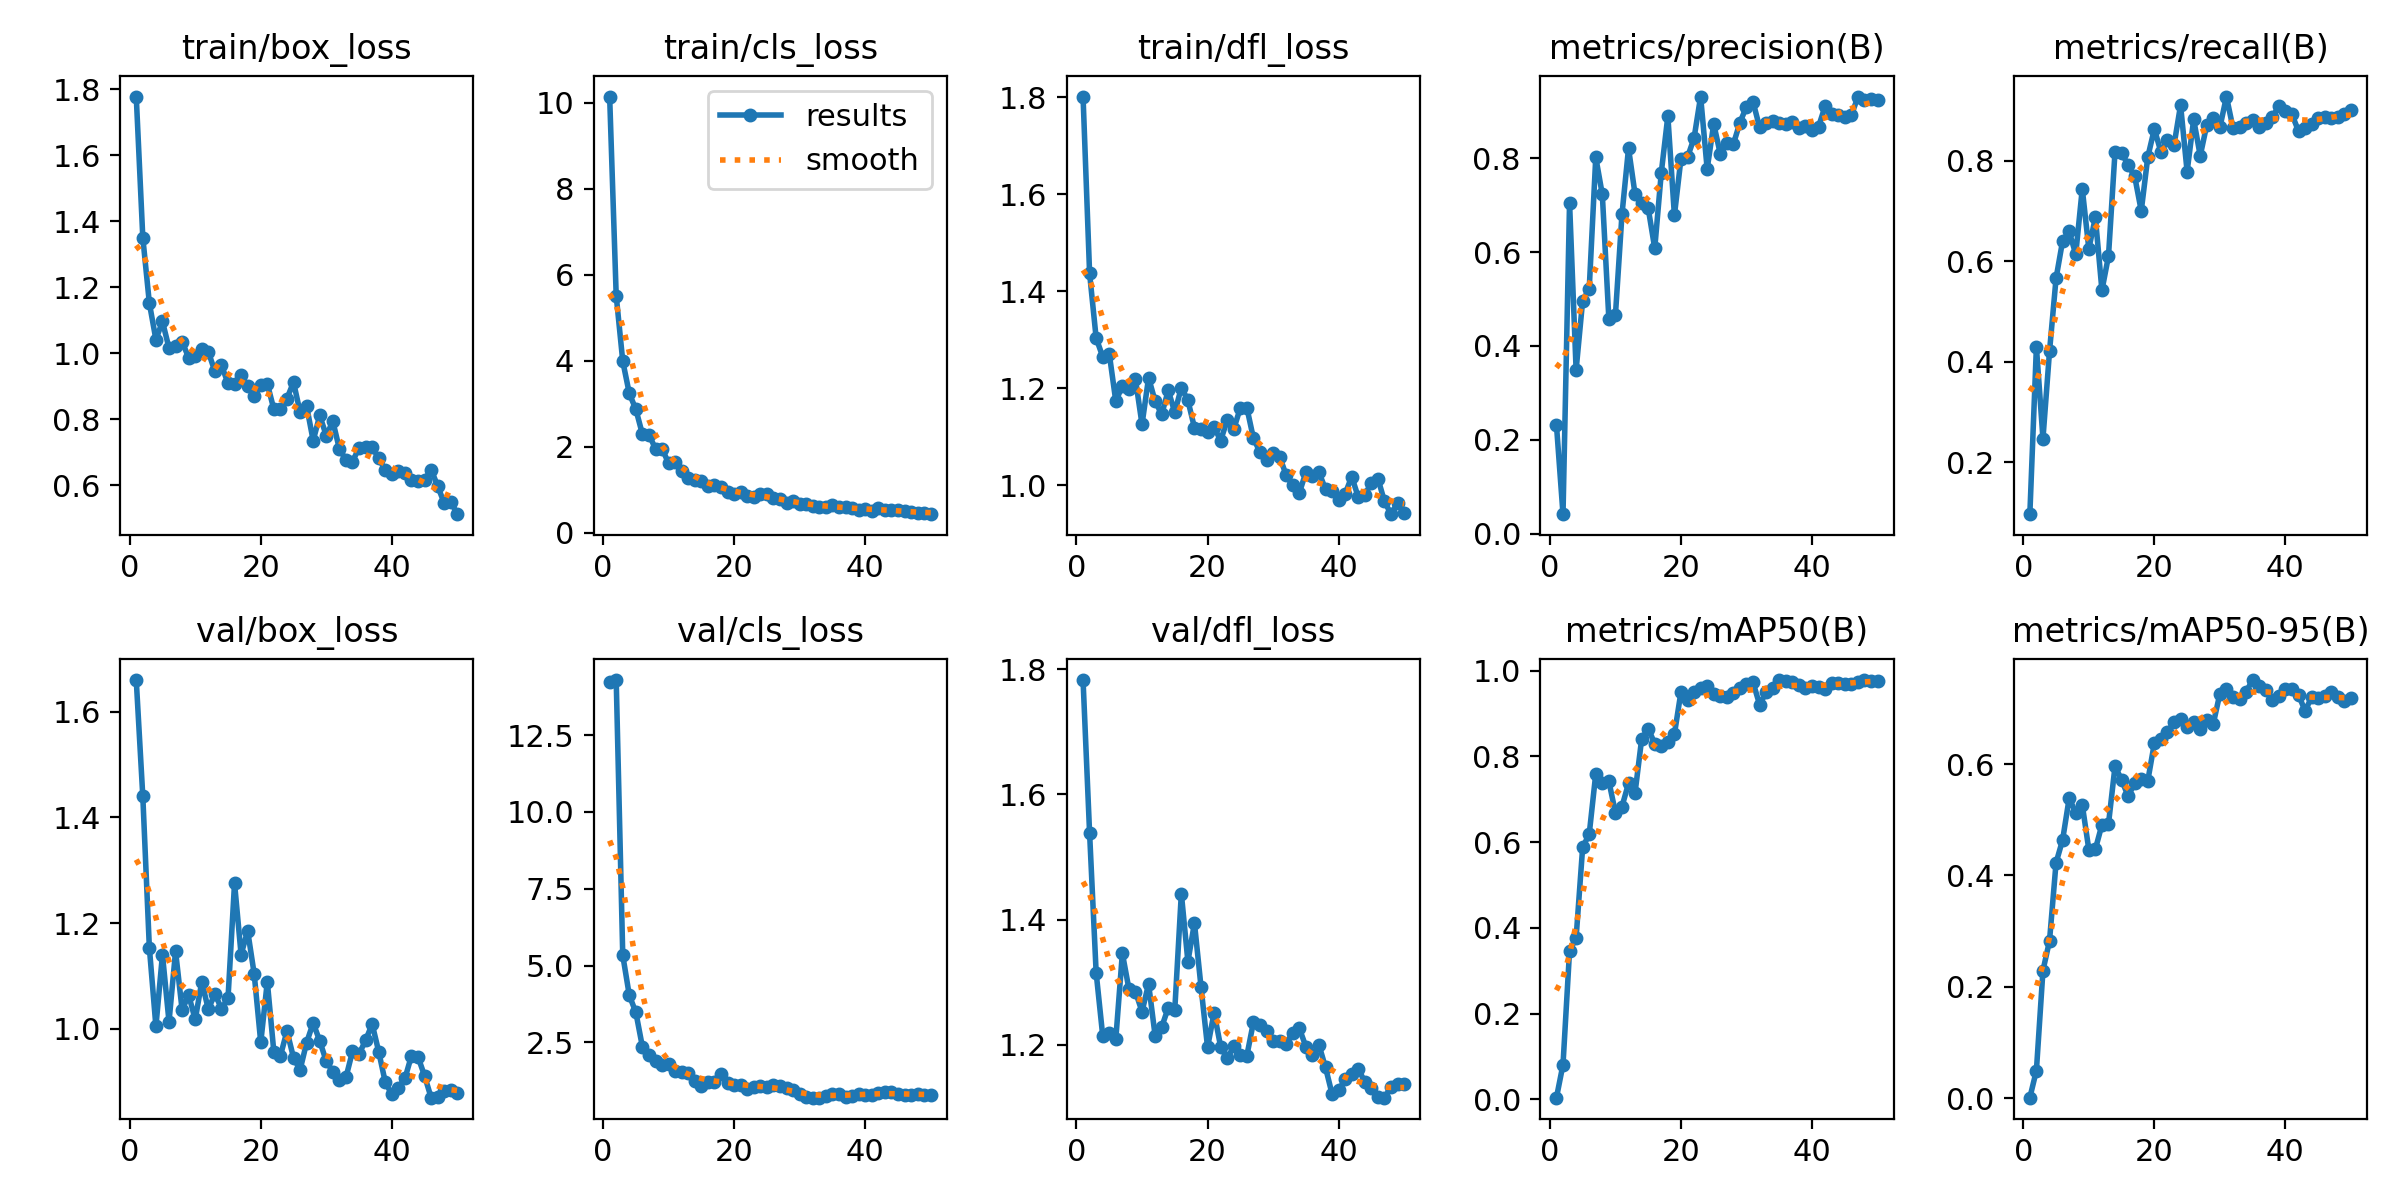 train/box_loss
train/cls_loss
train/dfl_loss
metrics/precision(B)
metrics/recall(B)
1.8
1.6
1.4
1.2
1.0
0.8
0.6
0 20 40
10
8
6
4
2
0
0 20 40
results
smooth
1.8
1.6
1.4
1.2
1.0
0 20 40
0.8
0.6
0.4
0.2
0.0
0 20 40
0.8
0.6
0.4
0.2
0 20 40
val/box_loss
val/cls_loss
val/dfl_loss
metrics/mAP50(B)
metrics/mAP50-95(B)
1.6
1.4
1.2
1.0
0 20 40
12.5
10.0
7.5
5.0
2.5
0 20 40
1.8
1.6
1.4
1.2
0 20 40
1.0
0.8
0.6
0.4
0.2
0.0
0 20 40
0.6
0.4
0.2
0.0
0 20 40